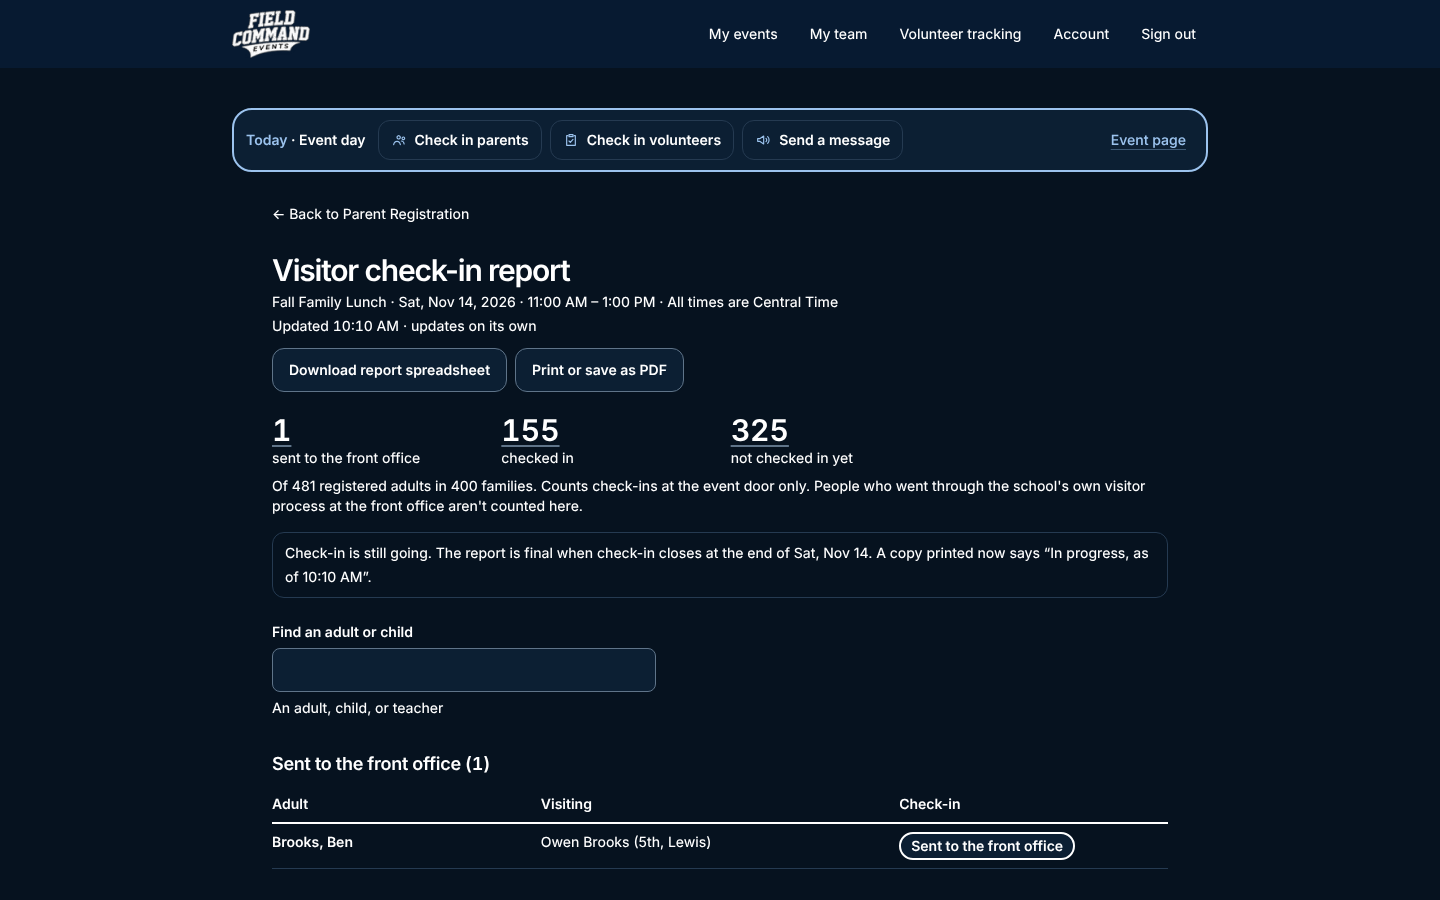 FIELD
COMMAND
EVENTS
My events
My team
Volunteer tracking
Account
Sign out
Today · Event day
Check in parents
Check in volunteers
Send a message
Event page
← Back to Parent Registration
Visitor check-in report
Fall Family Lunch · Sat, Nov 14, 2026 · 11:00 AM – 1:00 PM · All times are Central Time
Updated 10:10 AM · updates on its own
Download report spreadsheet
Print or save as PDF
1
sent to the front office
155
checked in
325
not checked in yet
Of 481 registered adults in 400 families. Counts check-ins at the event door only. People who went through the school's own visitor
process at the front office aren't counted here.
Check-in is still going. The report is final when check-in closes at the end of Sat, Nov 14. A copy printed now says “In progress, as
of 10:10 AM”.
Find an adult or child
An adult, child, or teacher
Sent to the front office (1)
Adult
Visiting
Check-in
Brooks, Ben
Owen Brooks (5th, Lewis)
Sent to the front office